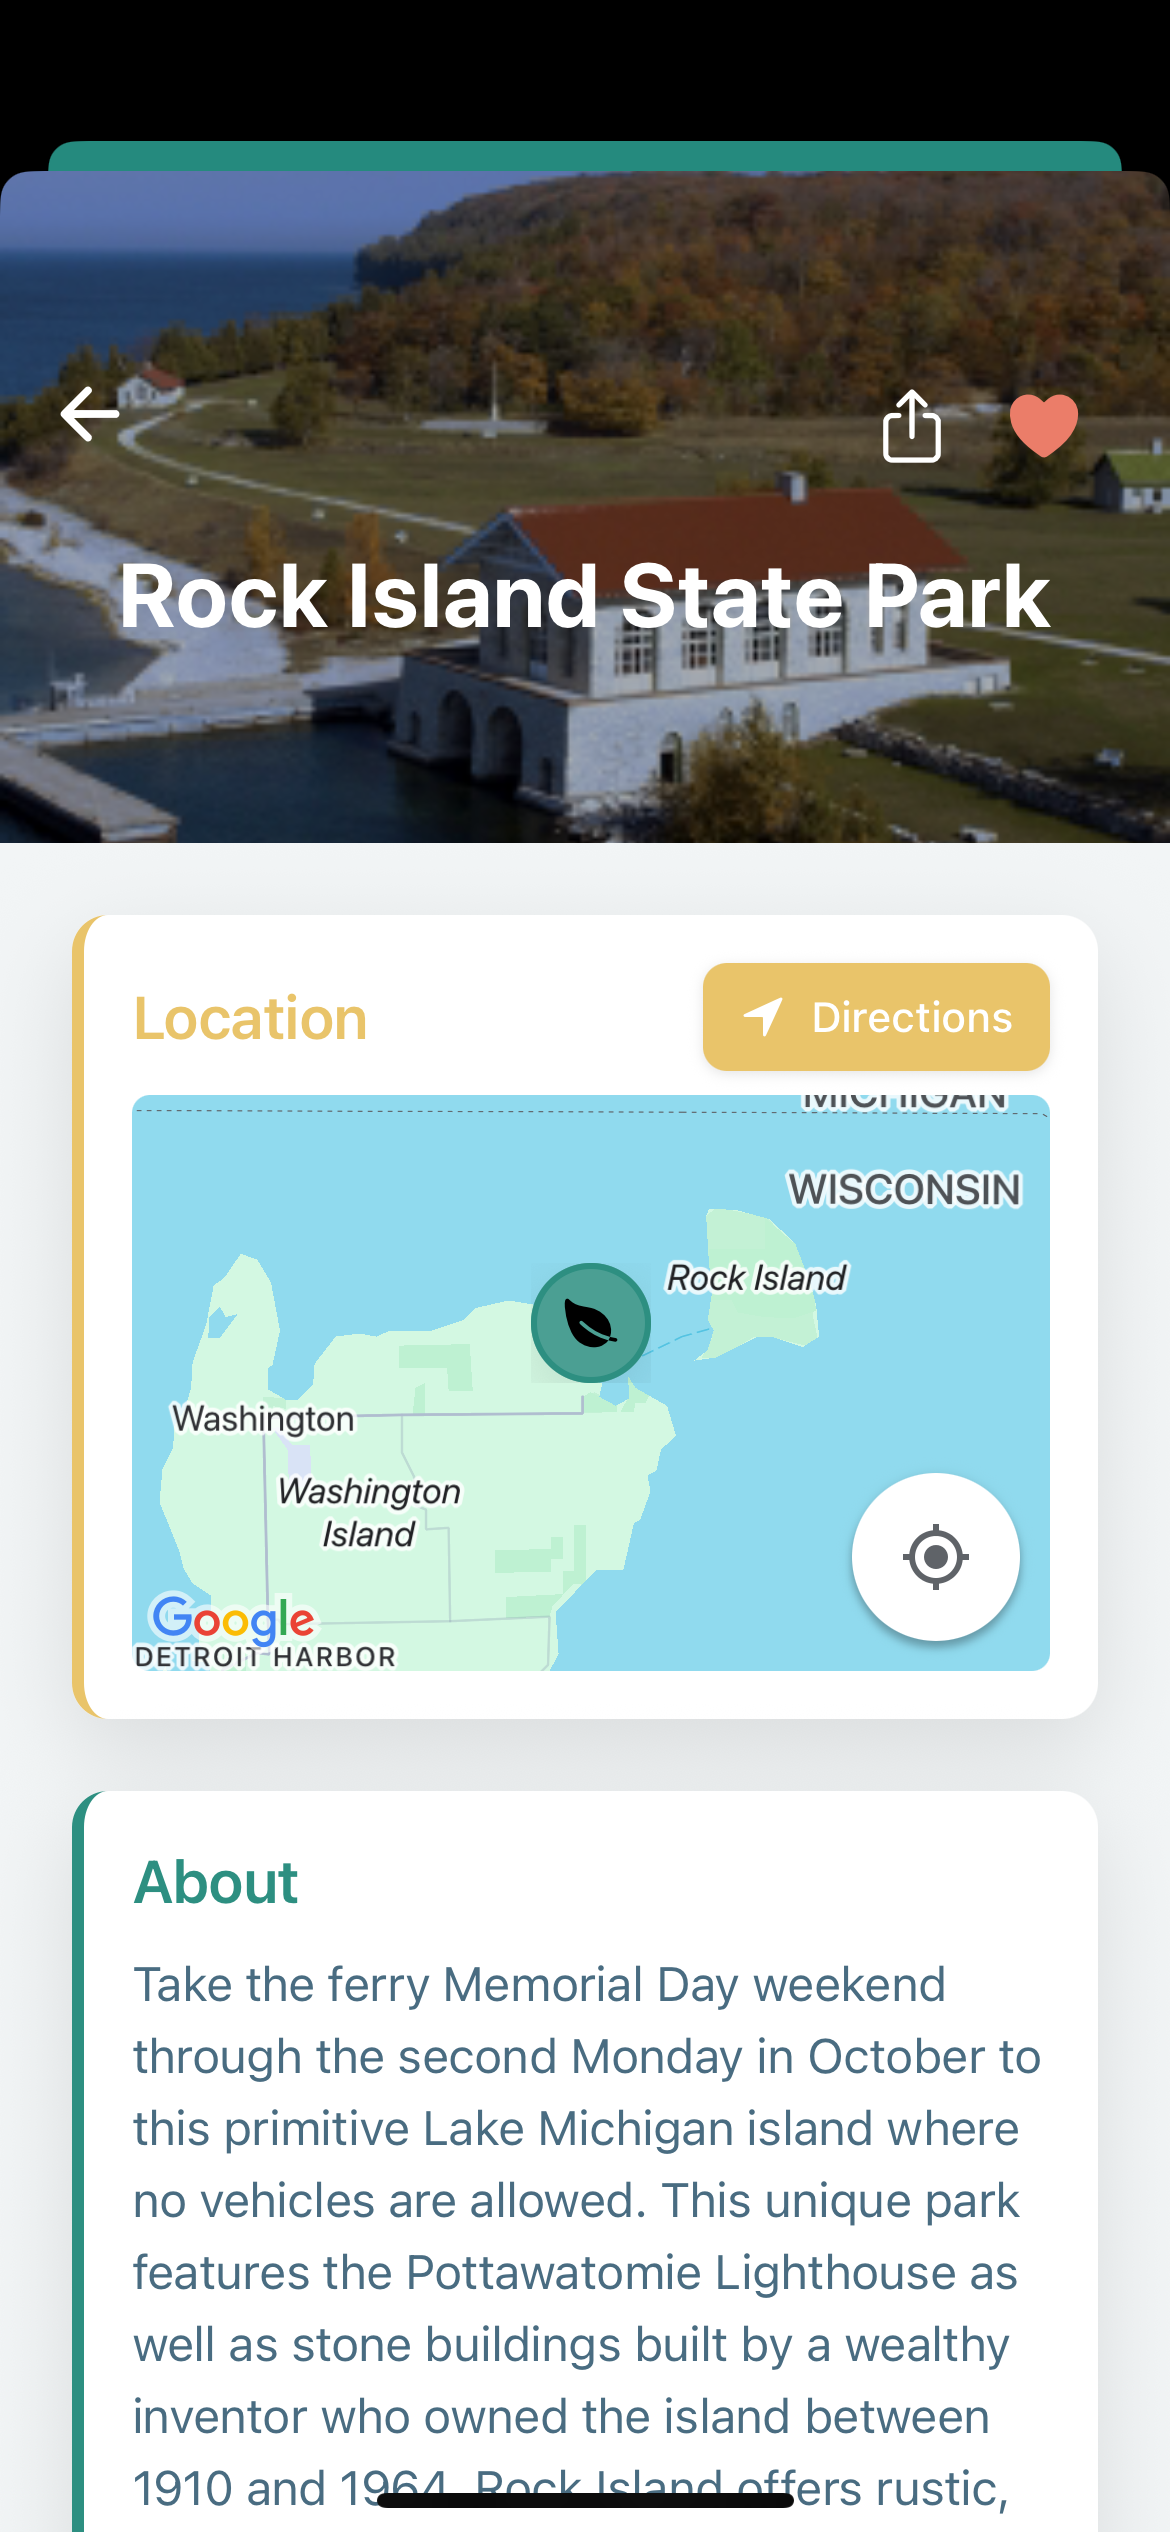 Rock Island State Park
Location
Directions
MICHIGAN
WISCONSIN
Rock Island
Washington
Washington
Island
Google
DETROIT HARBOR
About
Take the ferry Memorial Day weekend
through the second Monday in October to
this primitive Lake Michigan island where
no vehicles are allowed. This unique park
features the Pottawatomie Lighthouse as
well as stone buildings built by a wealthy
inventor who owned the island between
1910 and 1964. Rock Island offers rustic,